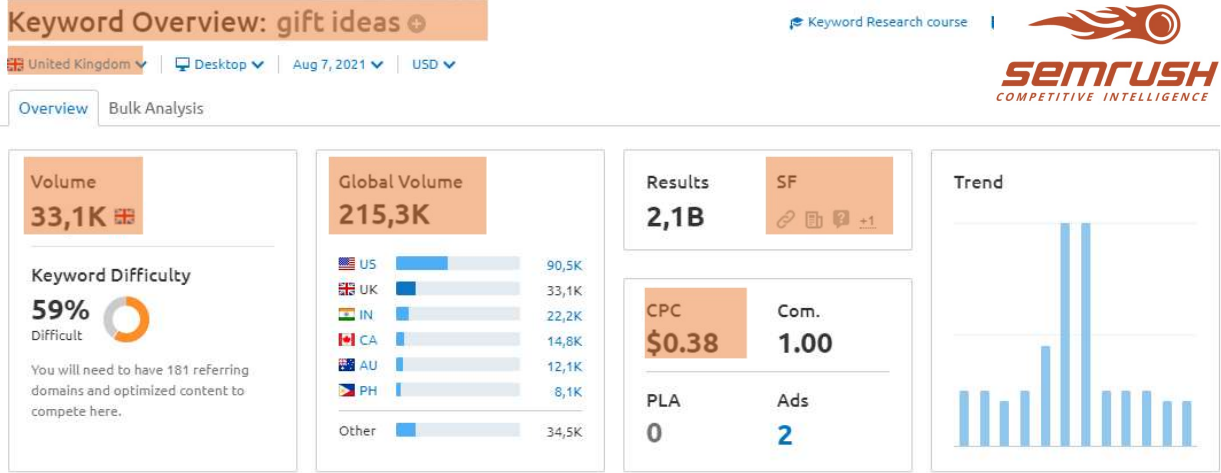 Keyword Overview: gift ideas
Keyword Research course
United Kingdom
Desktop
Aug 7, 2021
USD
semrush
COMPETITIVE INTELLIGENCE
Overview
Bulk Analysis
Volume
33,1K
Keyword Difficulty
59%
Difficult
You will need to have 181 referring
domains and optimized content to
compete here.
Global Volume
215,3K
US 90,5K
UK 33,1K
IN 22,2K
CA 14,8K
AU 12,1K
PH 8,1K
Other 34,5K
Results
2,1B
SF
+1
CPC
$0.38
Com.
1.00
PLA
0
Ads
2
Trend